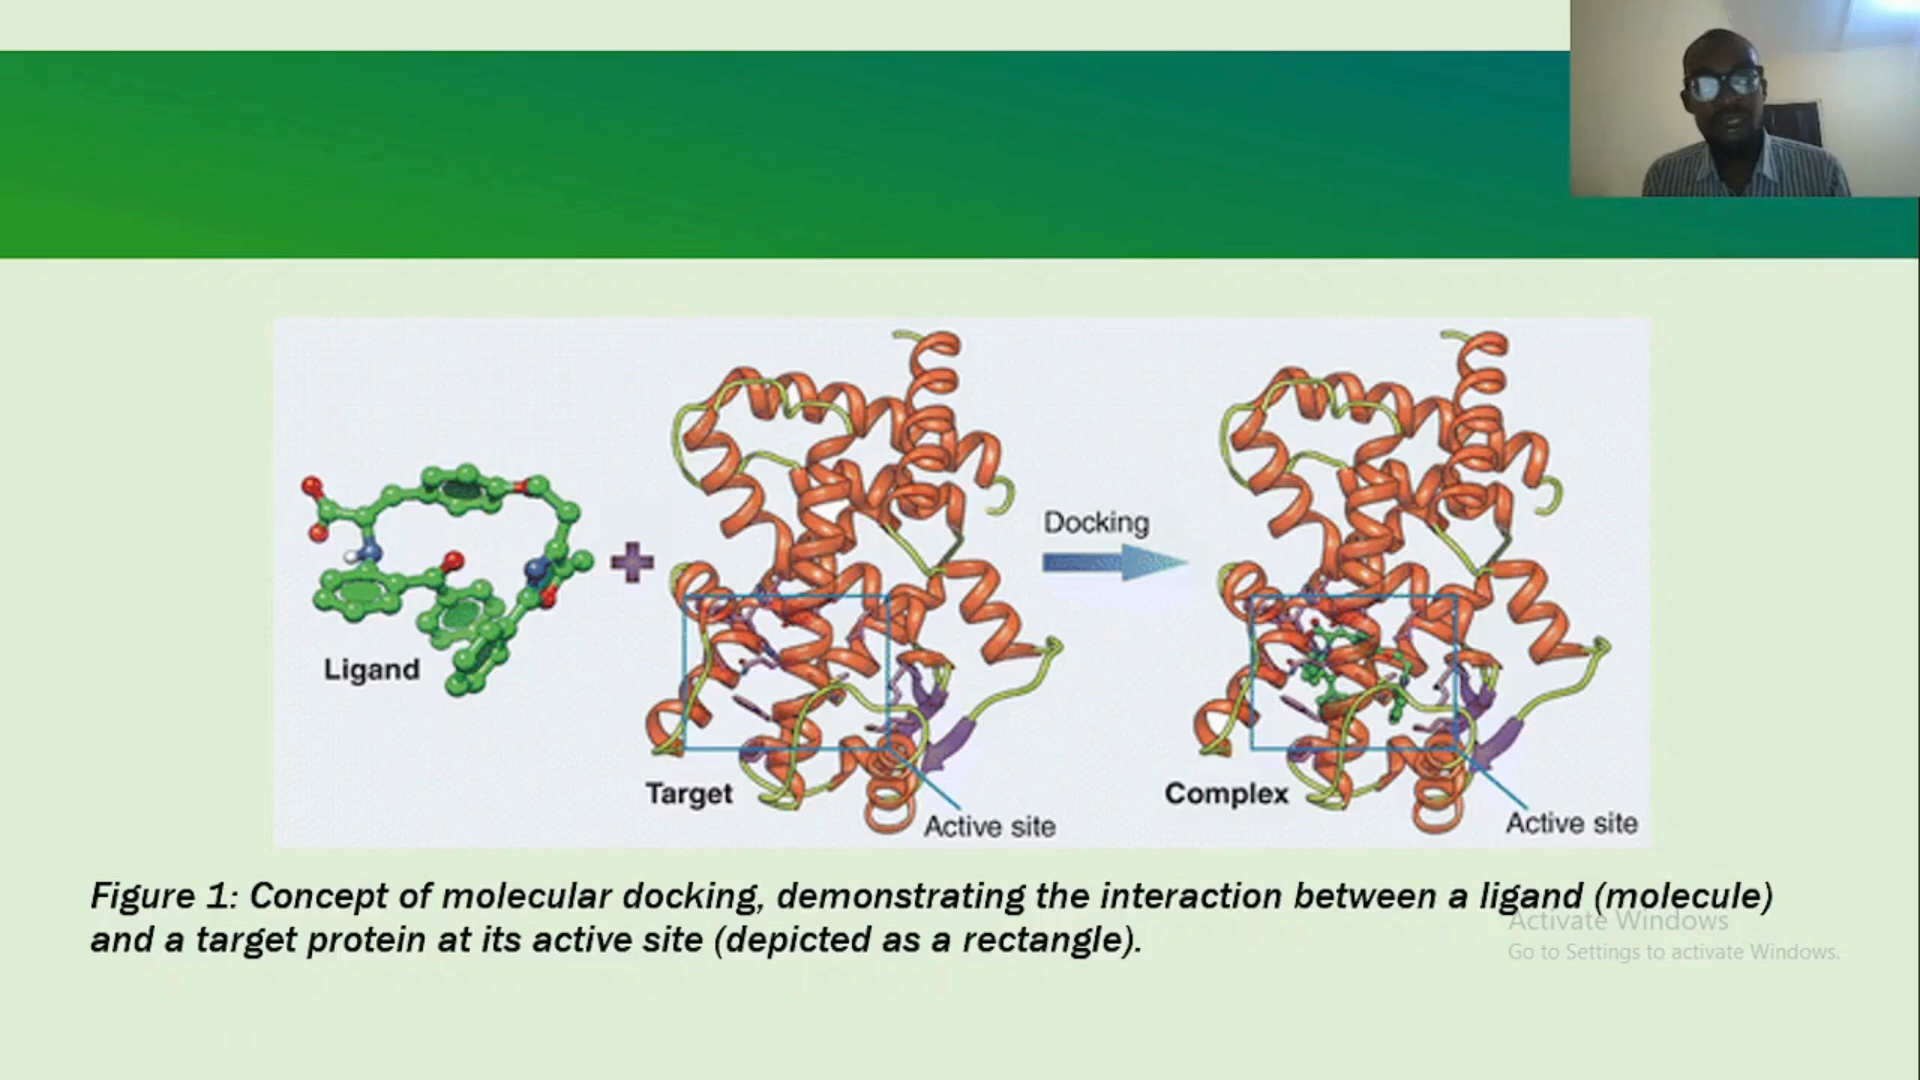 Docking
Ligand
Target
Active site
Complex
Active site
Figure 1: Concept of molecular docking, demonstrating the interaction between a ligand (molecule)
and a target protein at its active site (depicted as a rectangle).
Activate Windows
Go to Settings to activate Windows.